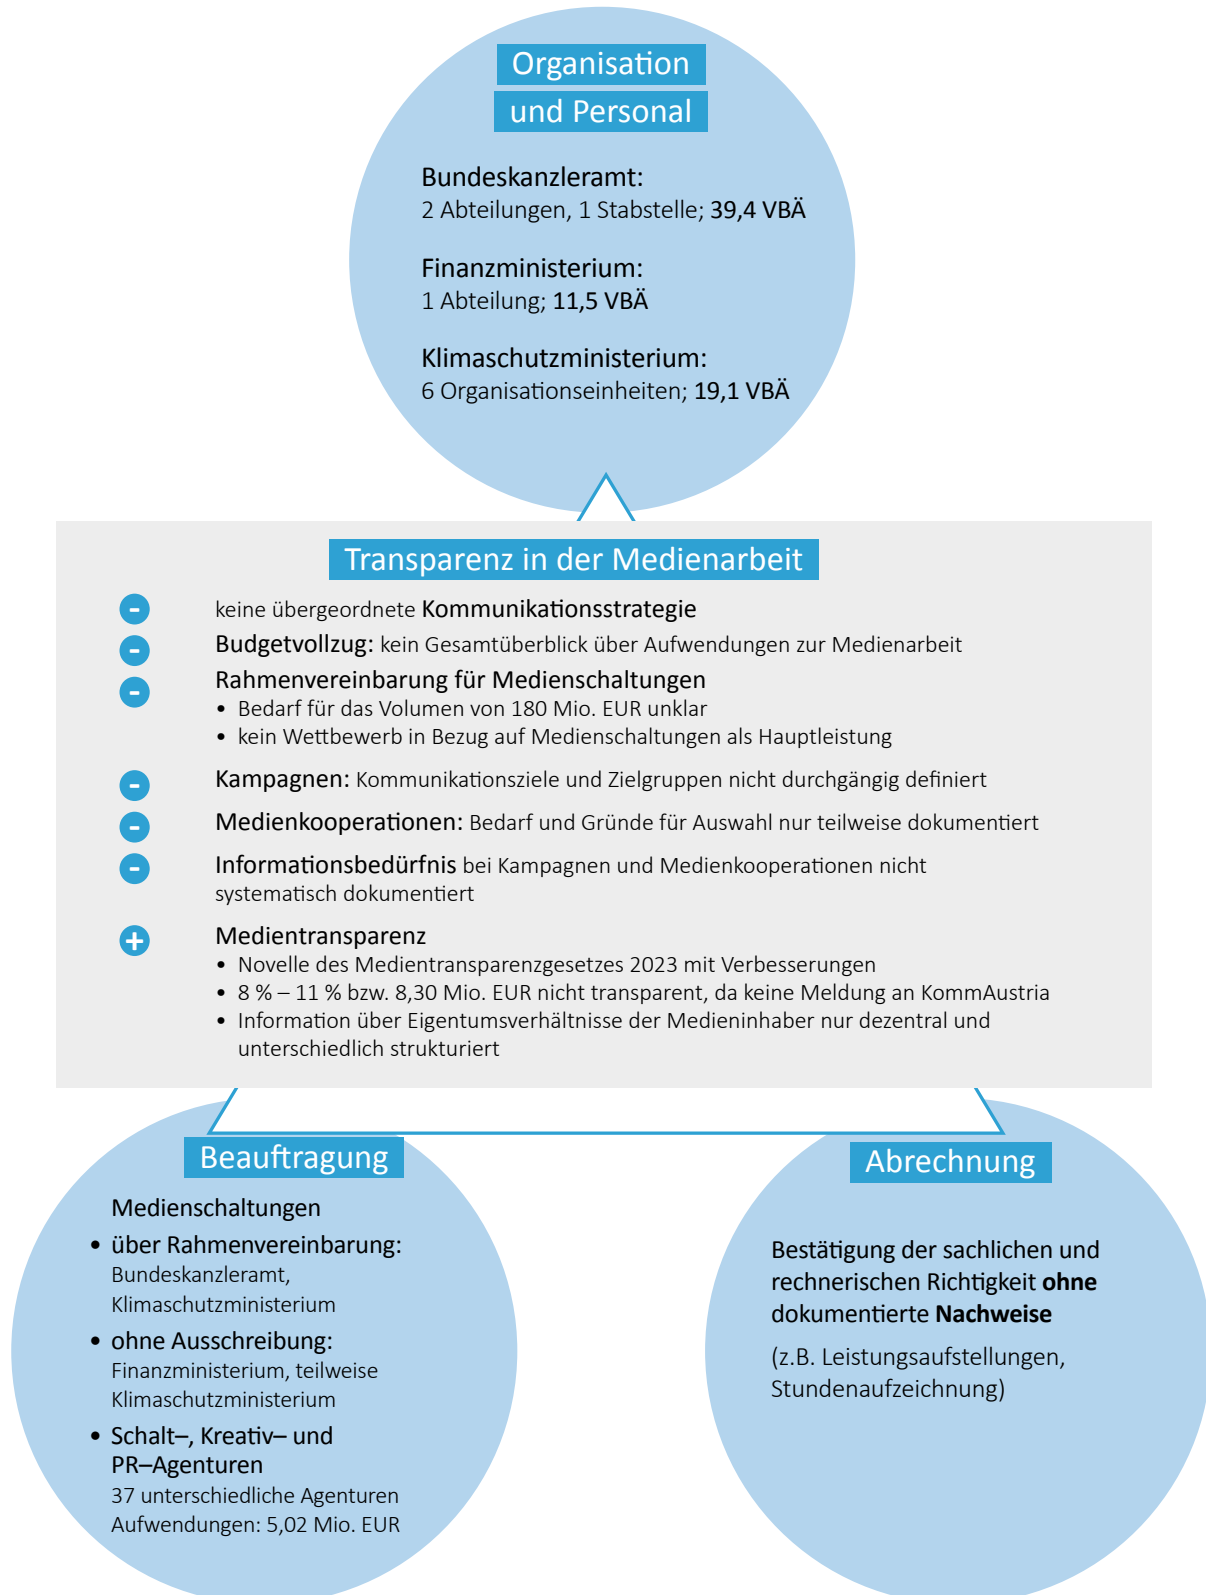 Organisation
und Personal
Bundeskanzleramt:
2 Abteilungen, 1 Stabstelle; 39,4 VBÄ
Finanzministerium:
1 Abteilung; 11,5 VBÄ
Klimaschutzministerium:
6 Organisationseinheiten; 19,1 VBÄ
Transparenz in der Medienarbeit
- keine übergeordnete Kommunikationsstrategie
- Budgetvollzug: kein Gesamtüberblick über Aufwendungen zur Medienarbeit
- Rahmenvereinbarung für Medienschaltungen
• Bedarf für das Volumen von 180 Mio. EUR unklar
• kein Wettbewerb in Bezug auf Medienschaltungen als Hauptleistung
- Kampagnen: Kommunikationsziele und Zielgruppen nicht durchgängig definiert
- Medienkooperationen: Bedarf und Gründe für Auswahl nur teilweise dokumentiert
- Informationsbedürfnis bei Kampagnen und Medienkooperationen nicht
systematisch dokumentiert
+ Medientransparenz
• Novelle des Medientransparenzgesetzes 2023 mit Verbesserungen
• 8 % – 11 % bzw. 8,30 Mio. EUR nicht transparent, da keine Meldung an KommAustria
• Information über Eigentumsverhältnisse der Medieninhaber nur dezentral und
unterschiedlich strukturiert
Beauftragung
Medienschaltungen
• über Rahmenvereinbarung:
Bundeskanzleramt,
Klimaschutzministerium
• ohne Ausschreibung:
Finanzministerium, teilweise
Klimaschutzministerium
• Schalt–, Kreativ– und
PR–Agenturen
37 unterschiedliche Agenturen
Aufwendungen: 5,02 Mio. EUR
Abrechnung
Bestätigung der sachlichen und
rechnerischen Richtigkeit ohne
dokumentierte Nachweise
(z.B. Leistungsaufstellungen,
Stundenaufzeichnung)